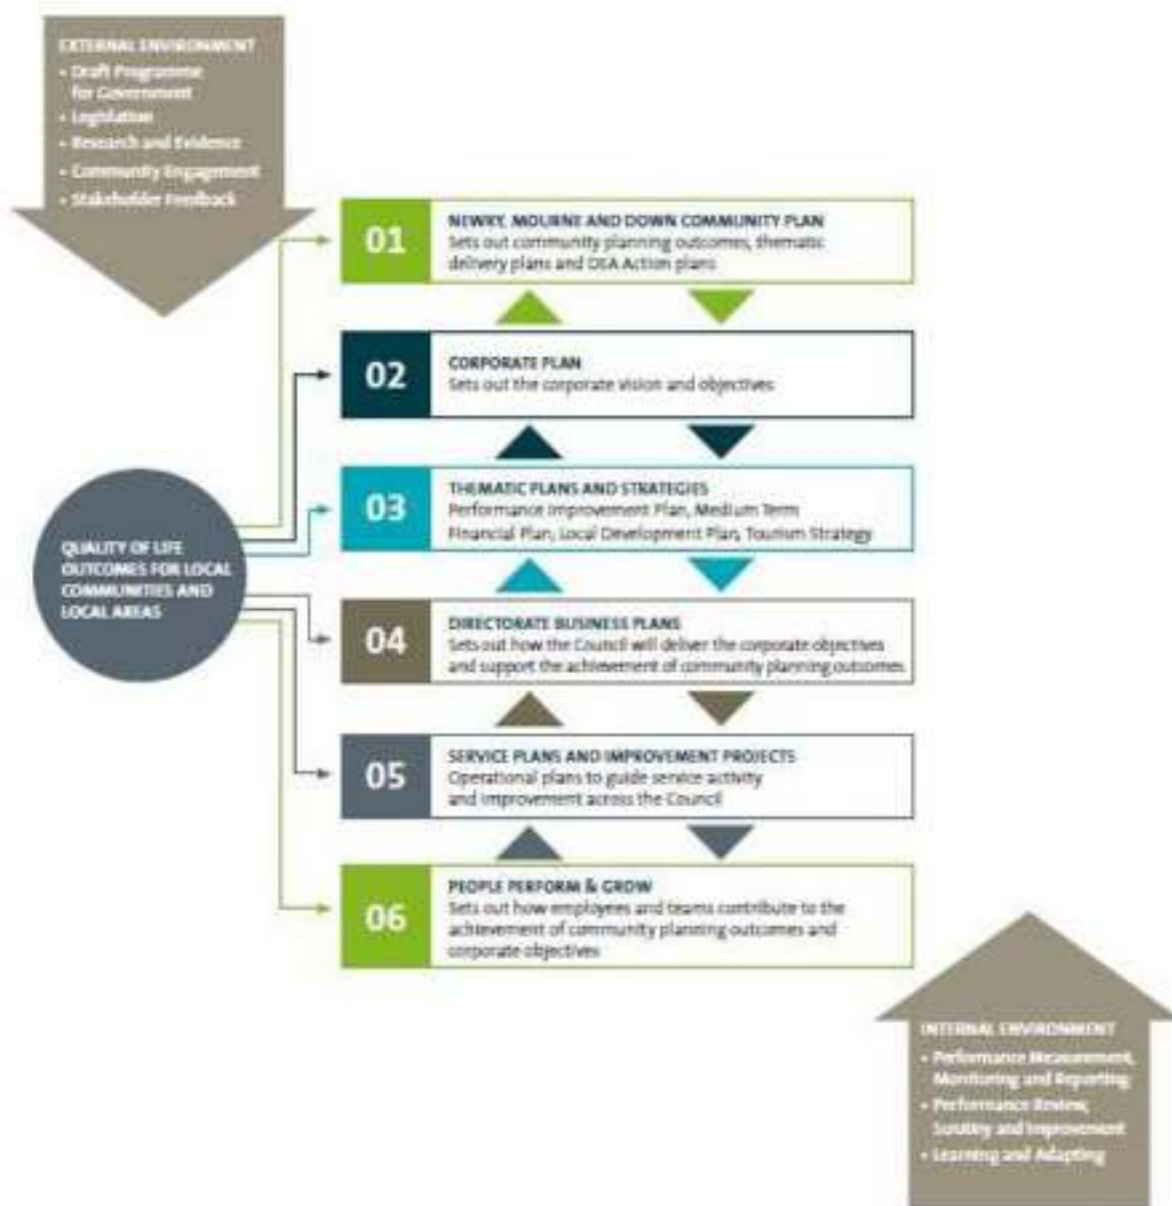 EXTERNAL ENVIRONMENT
• Draft Programme
for Government
• Legislation
• Research and Evidence
• Community Engagement
• Stakeholder Feedback
01
NEWRY, MOURNE AND DOWN COMMUNITY PLAN
Sets out community planning outcomes, thematic
delivery plans and DEA Action plans
02
CORPORATE PLAN
Sets out the corporate vision and objectives
03
THEMATIC PLANS AND STRATEGIES
Performance Improvement Plan, Medium Term
Financial Plan, Local Development Plan, Tourism Strategy
QUALITY OF LIFE
OUTCOMES FOR LOCAL
COMMUNITIES AND
LOCAL AREAS
04
DIRECTORATE BUSINESS PLANS
Sets out how the Council will deliver the corporate objectives
and support the achievement of community planning outcomes
05
SERVICE PLANS AND IMPROVEMENT PROJECTS
Operational plans to guide service activity
and improvement across the Council
06
PEOPLE PERFORM & GROW
Sets out how employees and teams contribute to the
achievement of community planning outcomes and
corporate objectives
INTERNAL ENVIRONMENT
• Performance Measurement,
Monitoring and Reporting
• Performance Review,
Scrutiny and Improvement
• Learning and Adapting